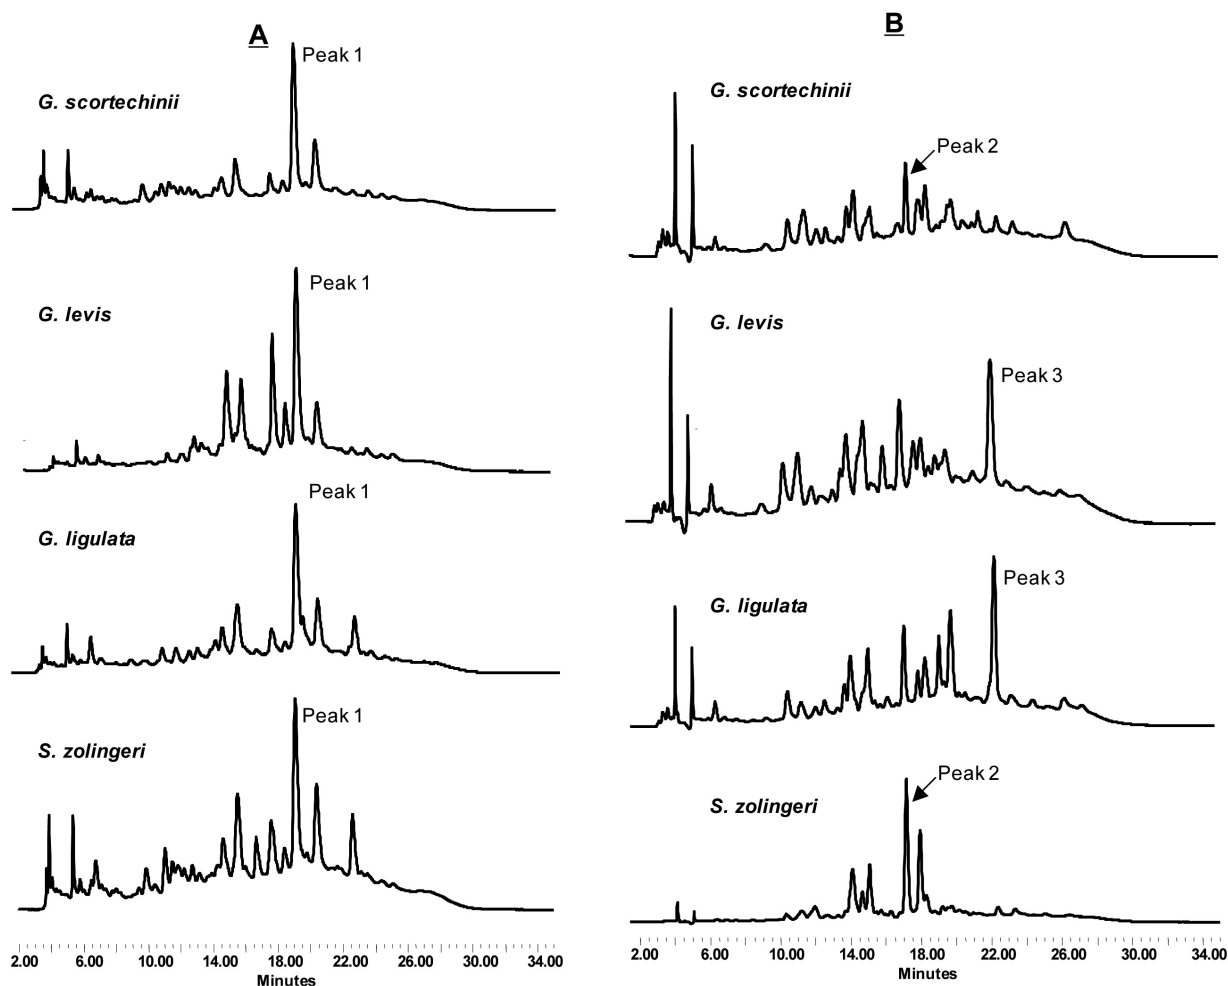 A
Peak 1
G. scortechinii
G. levis
Peak 1
Peak 1
G. ligulata
Peak 1
S. zolingeri
2.00 6.00 10.00 14.00 18.00 22.00 26.00 30.00 34.00
Minutes
B
G. scortechinii
Peak 2
G. levis
Peak 3
G. ligulata
Peak 3
Peak 2
S. zolingeri
2.00 6.00 10.00 14.00 18.00 22.00 26.00 30.00 34.00
Minutes